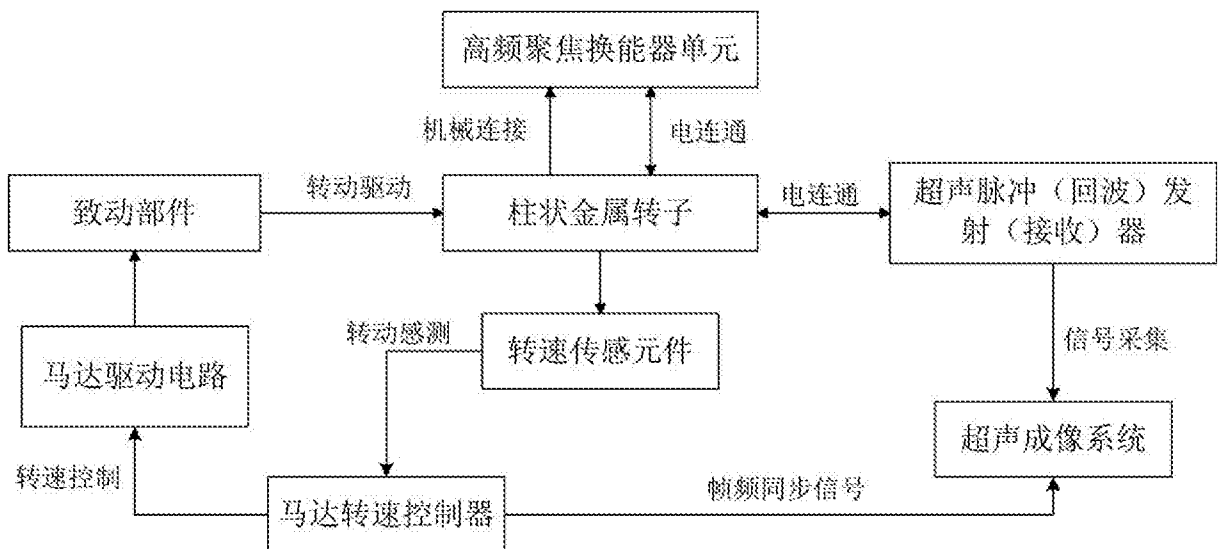 高频聚焦换能器单元
机械连接
电连通
致动部件
转动驱动
柱状金属转子
电连通
超声脉冲（回波）发
射（接收）器
马达驱动电路
转动感测
转速传感元件
信号采集
超声成像系统
转速控制
马达转速控制器
帧频同步信号